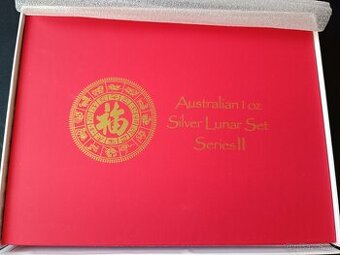 福
Australian 1 oz
Silver Lunar Set
Series II